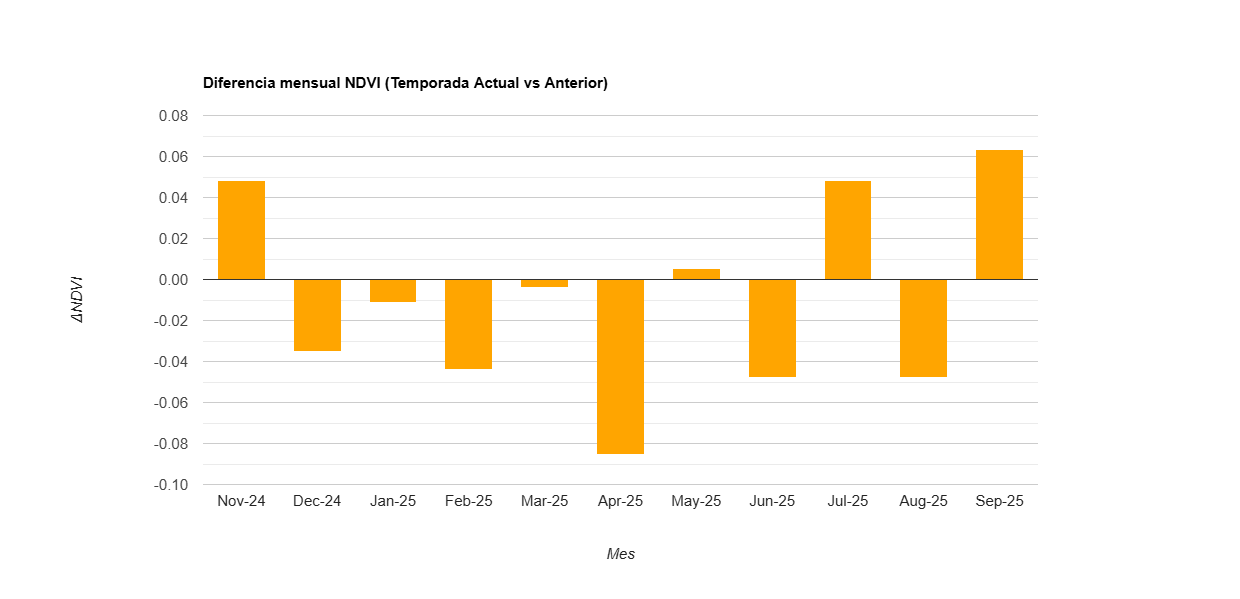 Diferencia mensual NDVI (Temporada Actual vs Anterior)
0.08
0.06
0.04
0.02
0.00
-0.02
-0.04
-0.06
-0.08
-0.10
ΔNDVI
Nov-24 Dec-24 Jan-25 Feb-25 Mar-25 Apr-25 May-25 Jun-25 Jul-25 Aug-25 Sep-25
Mes